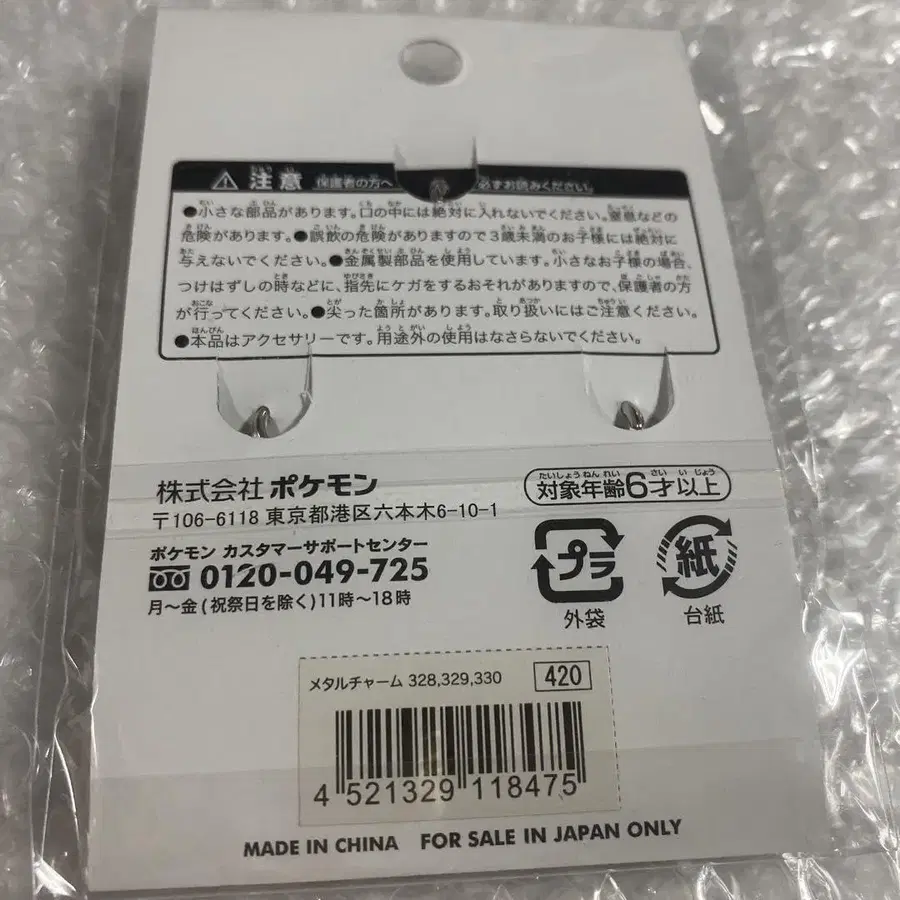 注意 保護者の方へ 必ずお読みください。
●小さな部品があります。口の中には絶対に入れないでください。窒息などの
危険があります。●誤飲の危険がありますので3歳未満のお子様には絶対に
与えないでください。●金属製部品を使用しています。小さなお子様の場合、
つけはずしの時などに、指先にケガをするおそれがありますので、保護者の方
が行ってください。●尖った箇所があります。取り扱いにはご注意ください。
●本品はアクセサリーです。用途外の使用はなさらないでください。
株式会社 ポケモン
〒106-6118 東京都港区六本木6-10-1
ポケモン カスタマーサポートセンター
0120-049-725
月〜金(祝祭日を除く)11時〜18時
たいしょうねんれい さい い じょう
対象年齢6才以上
プラ
外袋
紙
台紙
メタルチャーム 328,329,330 420
4 521329 118475
MADE IN CHINA FOR SALE IN JAPAN ONLY